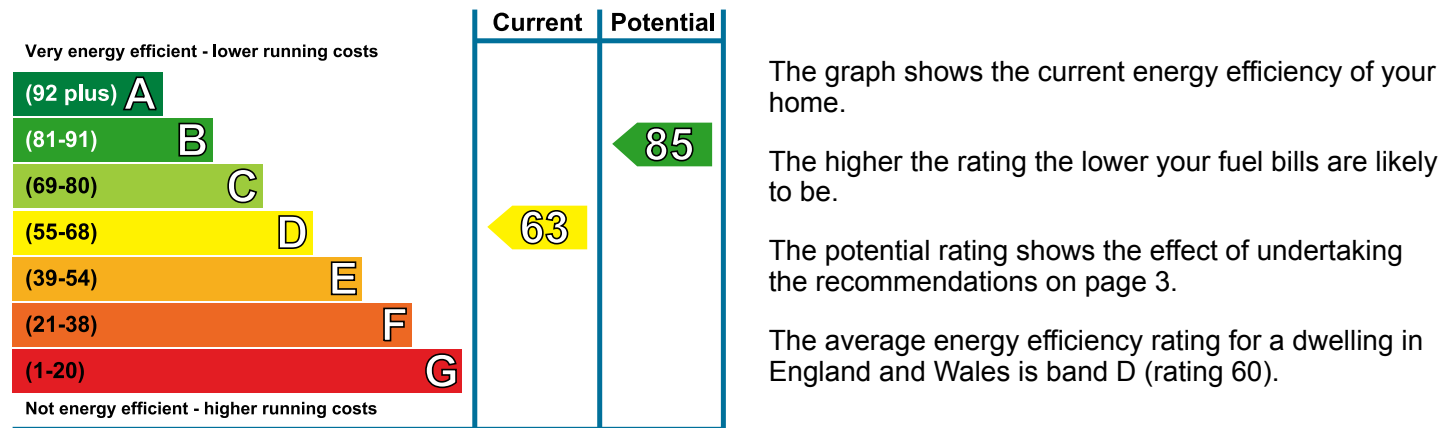 Current Potential
Very energy efficient - lower running costs
(92 plus) A
(81-91) B
85
(69-80) C
(55-68) D
63
(39-54) E
(21-38) F
(1-20) G
Not energy efficient - higher running costs
The graph shows the current energy efficiency of your
home.
The higher the rating the lower your fuel bills are likely
to be.
The potential rating shows the effect of undertaking
the recommendations on page 3.
The average energy efficiency rating for a dwelling in
England and Wales is band D (rating 60).